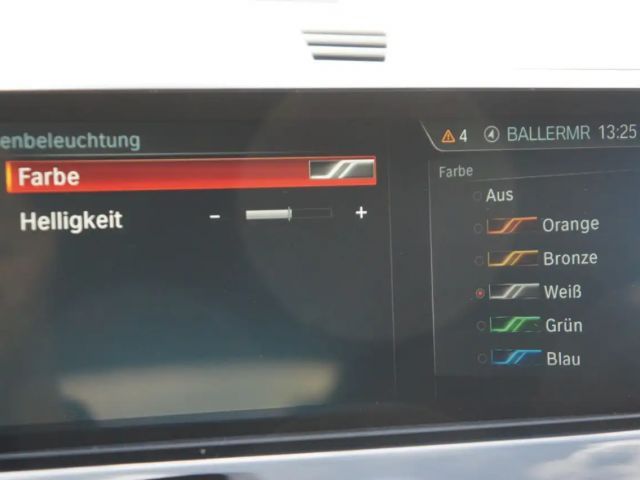 enbeleuchtung
Farbe
Helligkeit - +
4 BALLERMR 13:25
Farbe
Aus
Orange
Bronze
Weiß
Grün
Blau